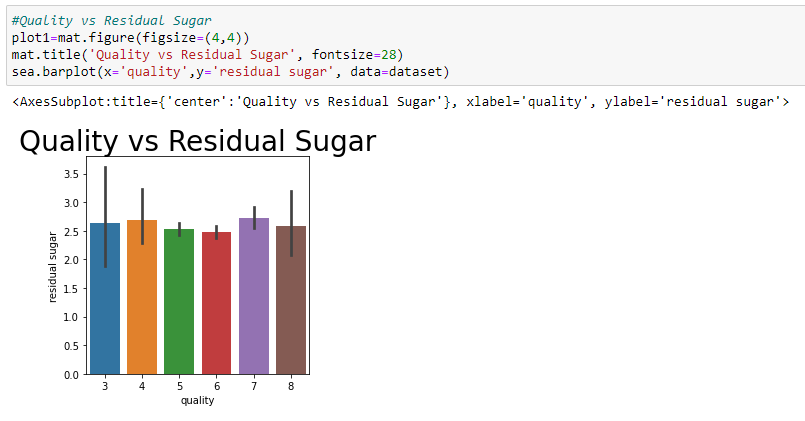 #Quality vs Residual Sugar
plot1=mat.figure(figsize=(4,4))
mat.title('Quality vs Residual Sugar', fontsize=28)
sea.barplot(x='quality',y='residual sugar', data=dataset)
<AxesSubplot:title={'center':'Quality vs Residual Sugar'}, xlabel='quality', ylabel='residual sugar'>
Quality vs Residual Sugar
3.5
3.0
2.5
2.0
1.5
1.0
0.5
0.0
residual sugar
3 4 5 6 7 8
quality